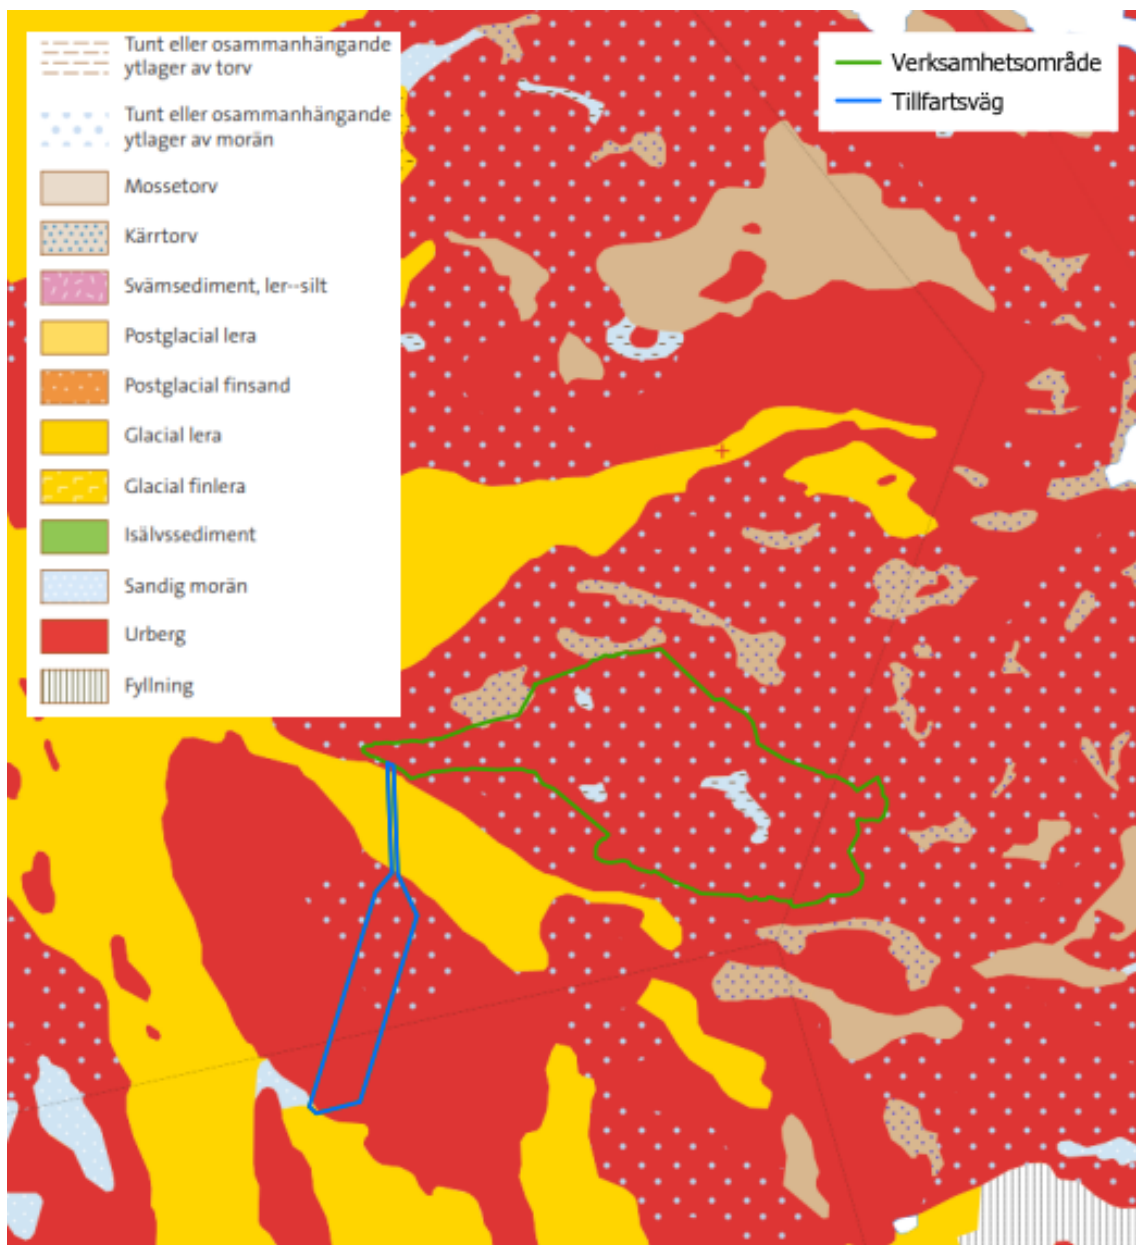 Tunt eller osammanhängande
ytlager av torv
Tunt eller osammanhängande
ytlager av morän
Mossetorv
Kärrtorv
Svämsediment, ler--silt
Postglacial lera
Postglacial finsand
Glacial lera
Glacial finlera
Isälvssediment
Sandig morän
Urberg
Fyllning
Verksamhetsområde
Tillfartsväg